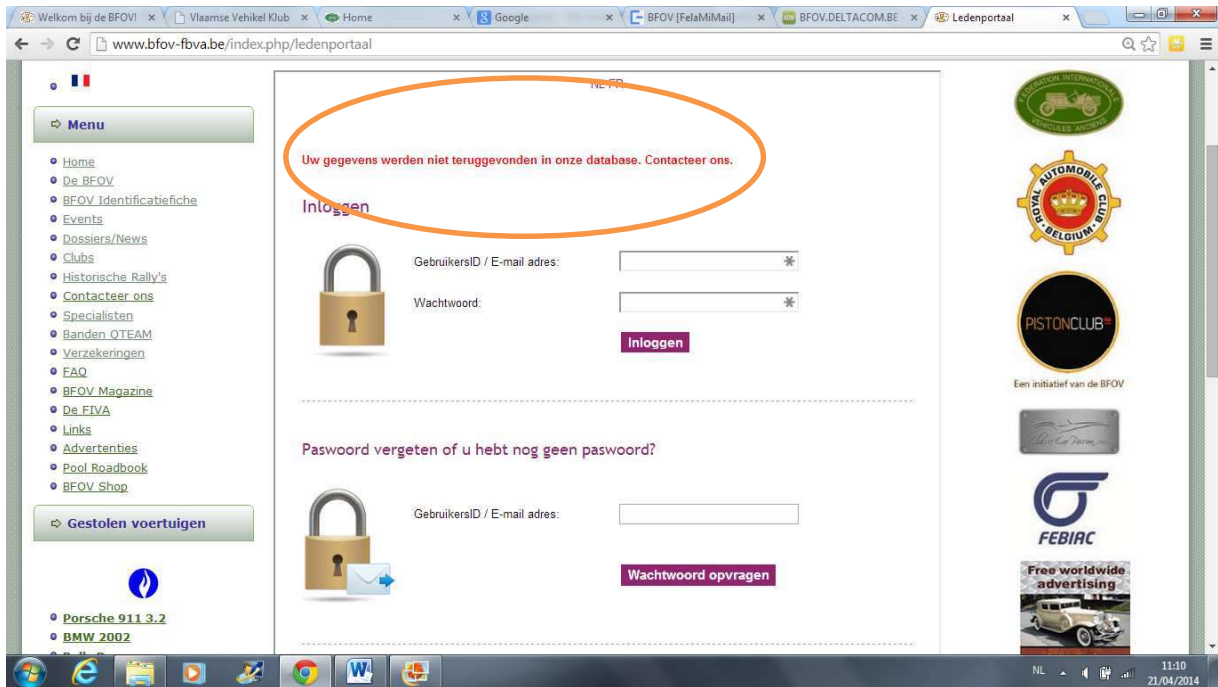 Welkom bij de BFOV!
Vlaamse Vehikel Klub
Home
Google
BFOV [FelaMiMail]
BFOV.DELTACOM.BE
Ledenportaal
www.bfov-fbva.be/index.php/ledenportaal
NL FR
Menu
Home
De BFOV
BFOV Identificatiefiche
Events
Dossiers/News
Clubs
Historische Rally's
Contacteer ons
Specialisten
Banden QTEAM
Verzekeringen
FAQ
BFOV Magazine
De FIVA
Links
Advertenties
Pool Roadbook
BFOV Shop
Gestolen voertuigen
Porsche 911 3.2
BMW 2002
Uw gegevens werden niet teruggevonden in onze database. Contacteer ons.
Inloggen
GebruikersID / E-mail adres:
Wachtwoord:
Inloggen
Paswoord vergeten of u hebt nog geen paswoord?
GebruikersID / E-mail adres:
Wachtwoord opvragen
FEDERATION INTERNATIONALE
VEHICULES ANCIENS
ROYAL AUTOMOBILE CLUB
BELGIUM
PISTONCLUB
Een initiatief van de BFOV
FEBIAC
Free worldwide
advertising
NL
11:10
21/04/2014